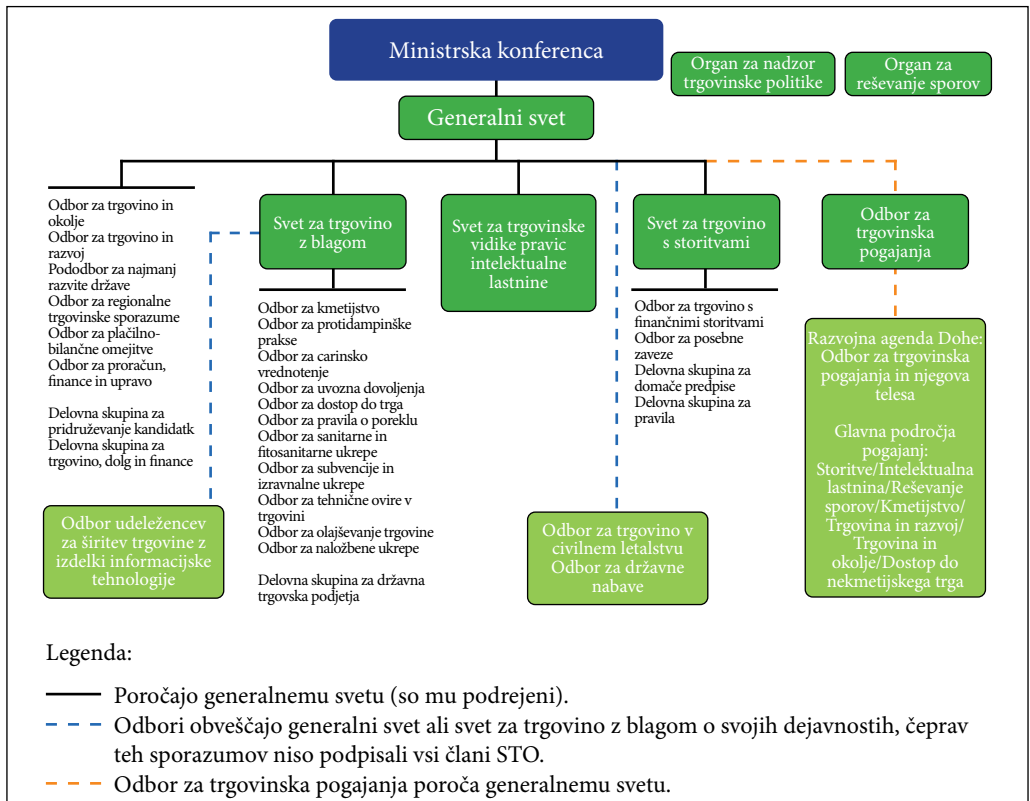 Ministrska konferenca
Organ za nadzor
trgovinske politike
Organ za
reševanje sporov
Generalni svet
Odbor za trgovino in
okolje
Odbor za trgovino in
razvoj
Pododbor za najmanj
razvite države
Odbor za regionalne
trgovinske sporazume
Odbor za plačilno-
bilančne omejitve
Odbor za proračun,
finance in upravo
Delovna skupina za
pridruževanje kandidatk
Delovna skupina za
trgovino, dolg in finance
Odbor udeležencev
za širitev trgovine z
izdelki informacijske
tehnologije
Svet za trgovino
z blagom
Odbor za kmetijstvo
Odbor za protidampinške
prakse
Odbor za carinsko
vrednotenje
Odbor za uvozna dovoljenja
Odbor za dostop do trga
Odbor za pravila o poreklu
Odbor za sanitarne in
fitosanitarne ukrepe
Odbor za subvencije in
izravnalne ukrepe
Odbor za tehnične ovire v
trgovini
Odbor za olajševanje trgovine
Odbor za naložbene ukrepe
Delovna skupina za državna
trgovska podjetja
Svet za trgovinske
vidike pravic
intelektualne
lastnine
Svet za trgovino
s storitvami
Odbor za trgovino s
finančnimi storitvami
Odbor za posebne
zaveze
Delovna skupina za
domače predpise
Delovna skupina za
pravila
Odbor za trgovino v
civilnem letalstvu
Odbor za državne
nabave
Odbor za
trgovinska
pogajanja
Razvojna agenda Dohe:
Odbor za trgovinska
pogajanja in njegova
telesa
Glavna področja
pogajanj:
Storitve/Intelektualna
lastnina/Reševanje
sporov/Kmetijstvo/
Trgovina in razvoj/
Trgovina in
okolje/Dostop do
nekmetijskega trga
Legenda:
Poročajo generalnemu svetu (so mu podrejeni).
Odbori obveščajo generalni svet ali svet za trgovino z blagom o svojih dejavnostih, čeprav
teh sporazumov niso podpisali vsi člani STO.
Odbor za trgovinska pogajanja poroča generalnemu svetu.